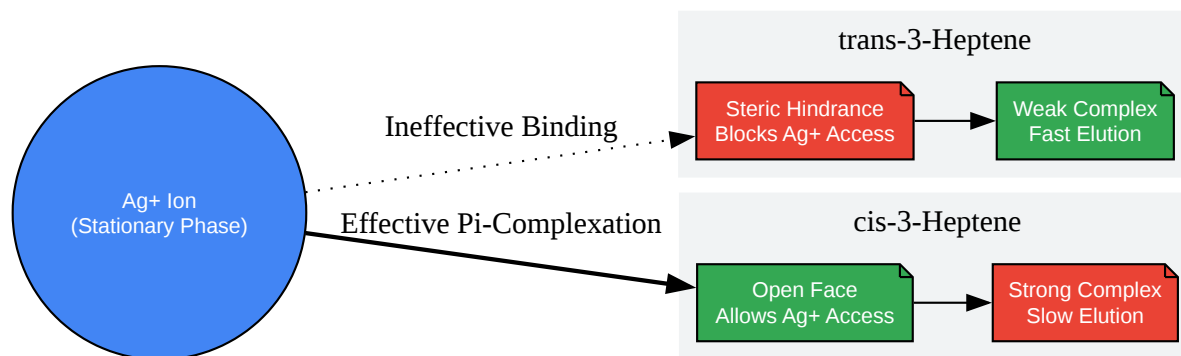 trans-3-Heptene
Steric Hindrance
Blocks Ag+ Access
Weak Complex
Fast Elution
Ineffective Binding
Ag+ Ion
(Stationary Phase)
Effective Pi-Complexation
cis-3-Heptene
Open Face
Allows Ag+ Access
Strong Complex
Slow Elution